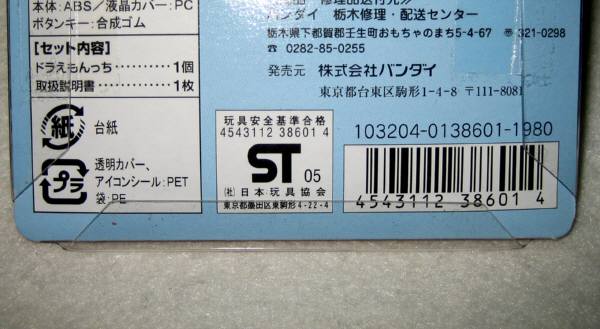 本体：ABS／液晶カバー：PC
ボタンキー：合成ゴム
【セット内容】
ドラえもんっち‥‥‥‥1個
取扱説明書‥‥‥‥‥1枚
紙
台紙
プラ
透明カバー、
アイコンシール：PET
袋：PE
バンダイ 栃木修理・配送センター
栃木県下都賀郡壬生町おもちゃのまち5-4-67 〒321-0298
☎ 0282-85-0255
発売元 株式会社バンダイ
東京都台東区駒形1-4-8 〒111-8081
玩具安全基準合格
4543112 38601 4
ST 05
(社)日本玩具協会
東京都墨田区東駒形4-22-4
103204-0138601-1980
4543112 386014